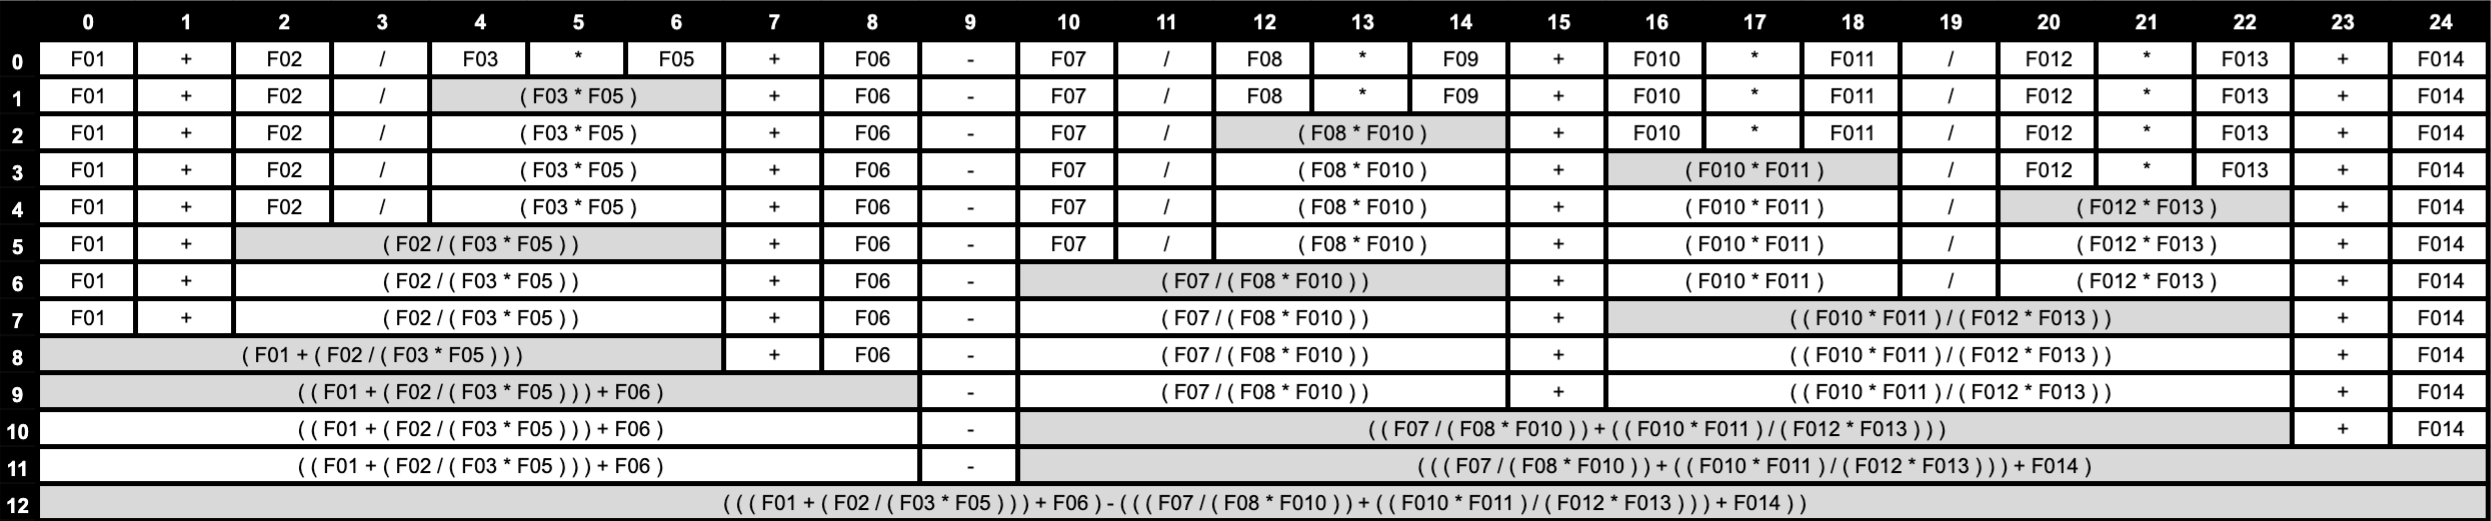 0 1 2 3 4 5 6 7 8 9 10 11 12 13 14 15 16 17 18 19 20 21 22 23 24
0 F01 + F02 / F03 * F05 + F06 - F07 / F08 * F09 + F010 * F011 / F012 * F013 + F014
1 F01 + F02 / ( F03 * F05 ) + F06 - F07 / F08 * F09 + F010 * F011 / F012 * F013 + F014
2 F01 + F02 / ( F03 * F05 ) + F06 - F07 / ( F08 * F010 ) + F010 * F011 / F012 * F013 + F014
3 F01 + F02 / ( F03 * F05 ) + F06 - F07 / ( F08 * F010 ) + ( F010 * F011 ) / F012 * F013 + F014
4 F01 + F02 / ( F03 * F05 ) + F06 - F07 / ( F08 * F010 ) + ( F010 * F011 ) / ( F012 * F013 ) + F014
5 F01 + ( F02 / ( F03 * F05 ) ) + F06 - F07 / ( F08 * F010 ) + ( F010 * F011 ) / ( F012 * F013 ) + F014
6 F01 + ( F02 / ( F03 * F05 ) ) + F06 - ( F07 / ( F08 * F010 ) ) + ( F010 * F011 ) / ( F012 * F013 ) + F014
7 F01 + ( F02 / ( F03 * F05 ) ) + F06 - ( F07 / ( F08 * F010 ) ) + ( ( F010 * F011 ) / ( F012 * F013 ) ) + F014
8 ( F01 + ( F02 / ( F03 * F05 ) ) ) + F06 - ( F07 / ( F08 * F010 ) ) + ( ( F010 * F011 ) / ( F012 * F013 ) ) + F014
9 ( ( F01 + ( F02 / ( F03 * F05 ) ) ) + F06 ) - ( F07 / ( F08 * F010 ) ) + ( ( F010 * F011 ) / ( F012 * F013 ) ) + F014
10 ( ( F01 + ( F02 / ( F03 * F05 ) ) ) + F06 ) - ( ( F07 / ( F08 * F010 ) ) + ( ( F010 * F011 ) / ( F012 * F013 ) ) ) + F014
11 ( ( F01 + ( F02 / ( F03 * F05 ) ) ) + F06 ) - ( ( ( F07 / ( F08 * F010 ) ) + ( ( F010 * F011 ) / ( F012 * F013 ) ) ) + F014 )
12 ( ( ( F01 + ( F02 / ( F03 * F05 ) ) ) + F06 ) - ( ( ( F07 / ( F08 * F010 ) ) + ( ( F010 * F011 ) / ( F012 * F013 ) ) ) + F014 ) )